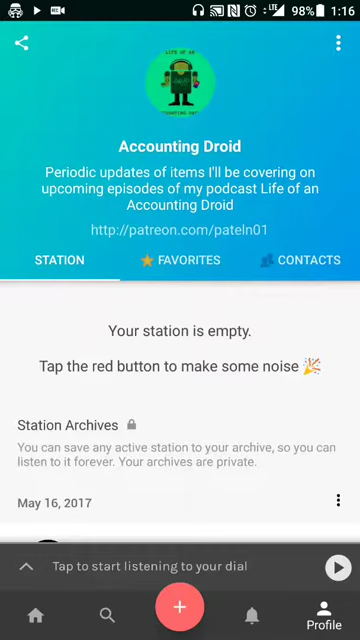 LTE
98%
1:16
LIFE OF AN
Accounting Droid
Periodic updates of items I'll be covering on
upcoming episodes of my podcast Life of an
Accounting Droid
http://patreon.com/pateln01
STATION
FAVORITES
CONTACTS
Your station is empty.
Tap the red button to make some noise 🎉
Station Archives
You can save any active station to your archive, so you can
listen to it forever. Your archives are private.
May 16, 2017
Tap to start listening to your dial
Profile